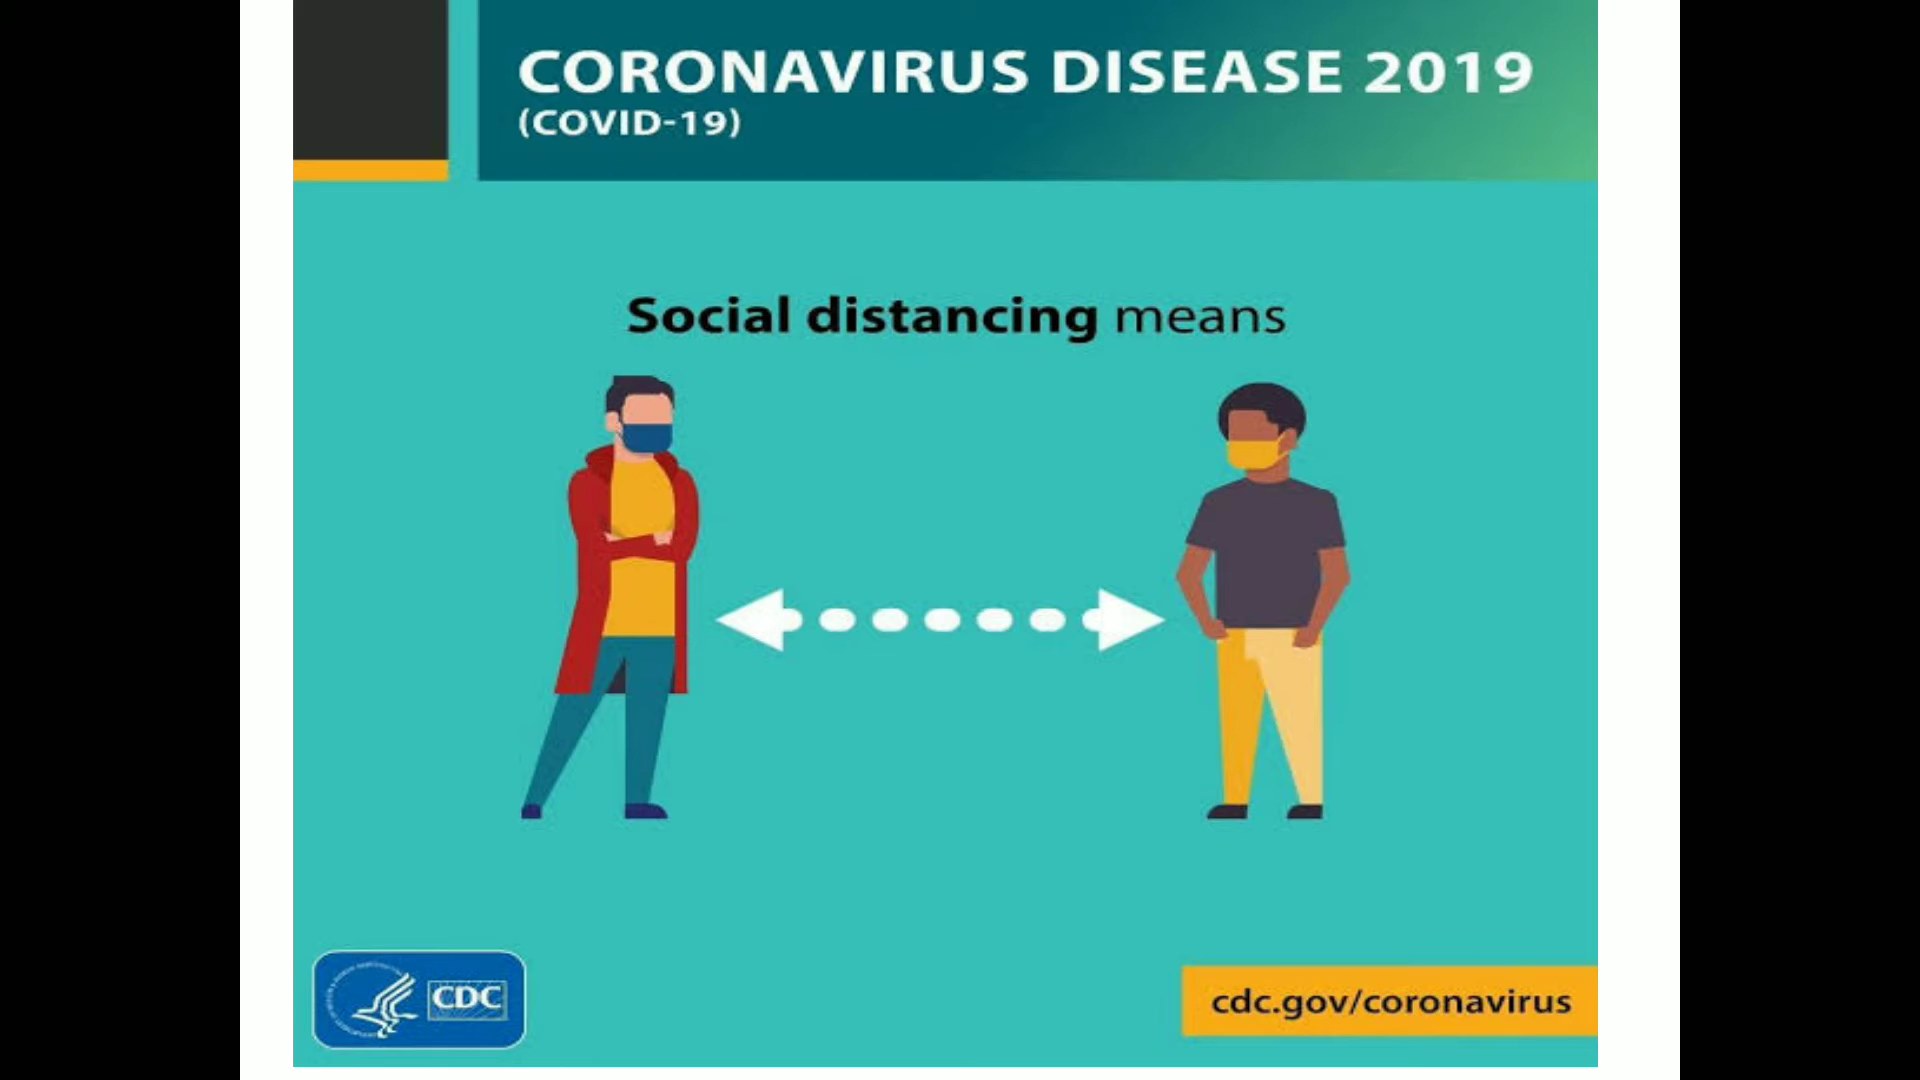 CORONAVIRUS DISEASE 2019
(COVID-19)
Social distancing means
CDC
cdc.gov/coronavirus